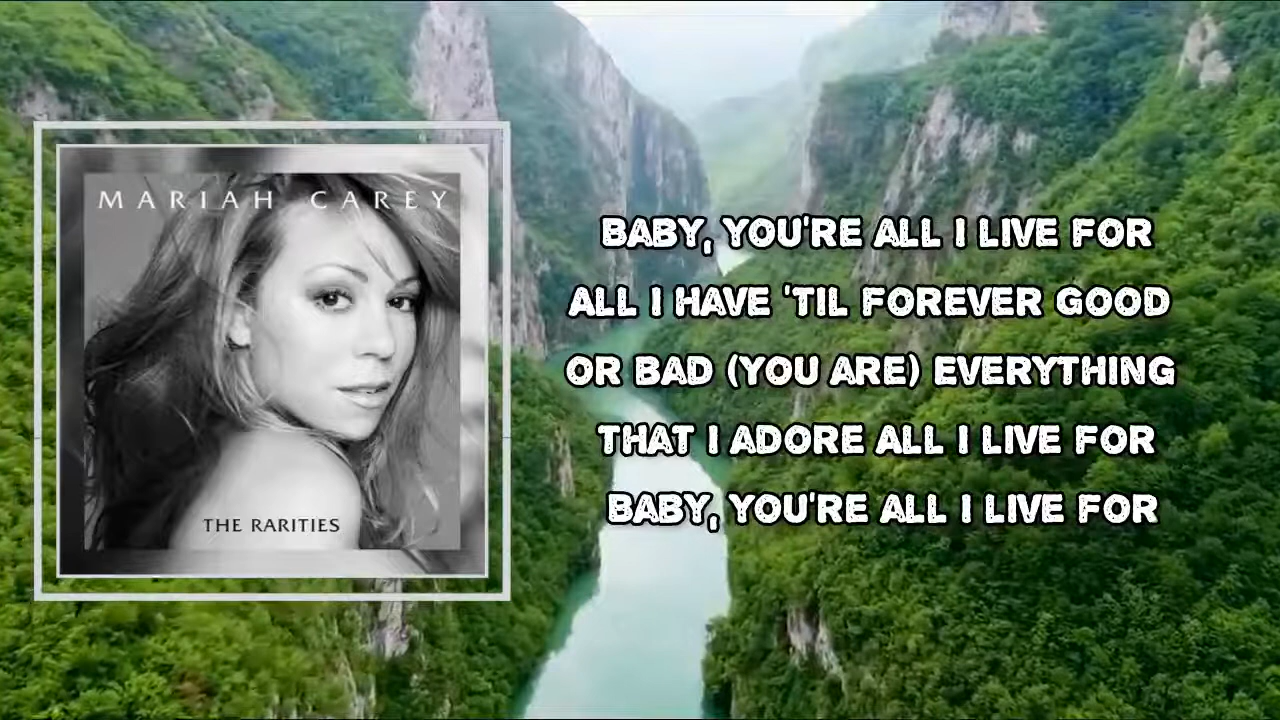 MARIAH CAREY
THE RARITIES
BABY, YOU'RE ALL I LIVE FOR
ALL I HAVE 'TIL FOREVER GOOD
OR BAD (YOU ARE) EVERYTHING
THAT I ADORE ALL I LIVE FOR
BABY, YOU'RE ALL I LIVE FOR